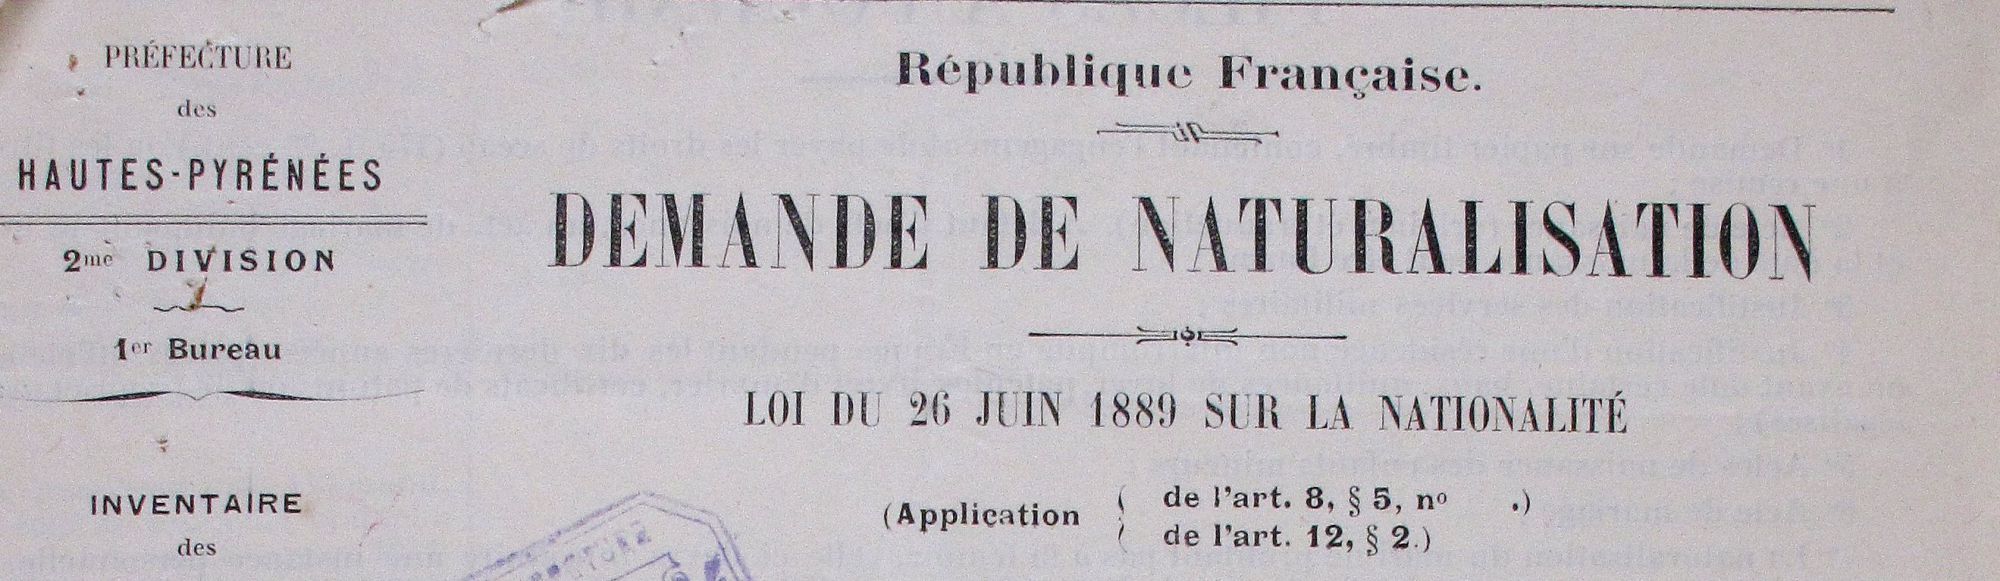 PRÉFECTURE
des
HAUTES-PYRÉNÉES
2me DIVISION
1er Bureau
INVENTAIRE
des
République Française.
DEMANDE DE NATURALISATION
LOI DU 26 JUIN 1889 SUR LA NATIONALITÉ
(Application { de l'art. 8, § 5, no .)
{ de l'art. 12, § 2.)